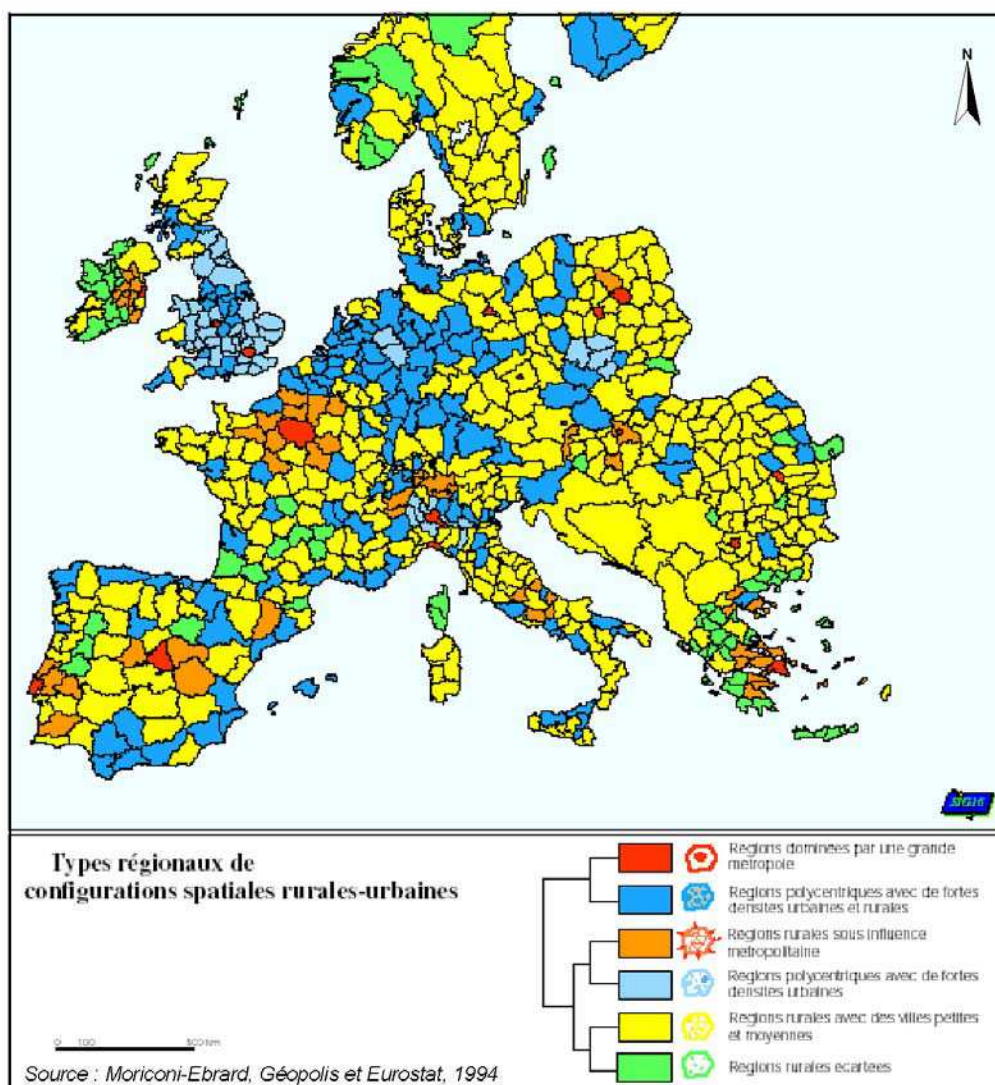 N
SIG16
Types régionaux de
configurations spatiales rurales-urbaines
Regions dominées par une grande
metropole
Regions polycentriques avec de fortes
densites urbaines et rurales
Regions rurales sous influence
metropolitaine
Regions polycentriques avec de fortes
densites urbaines
Regions rurales avec des villes petites
et moyennes
Regions rurales ecartees
0 100 500 km
Source : Moriconi-Ebrard, Géopolis et Eurostat, 1994